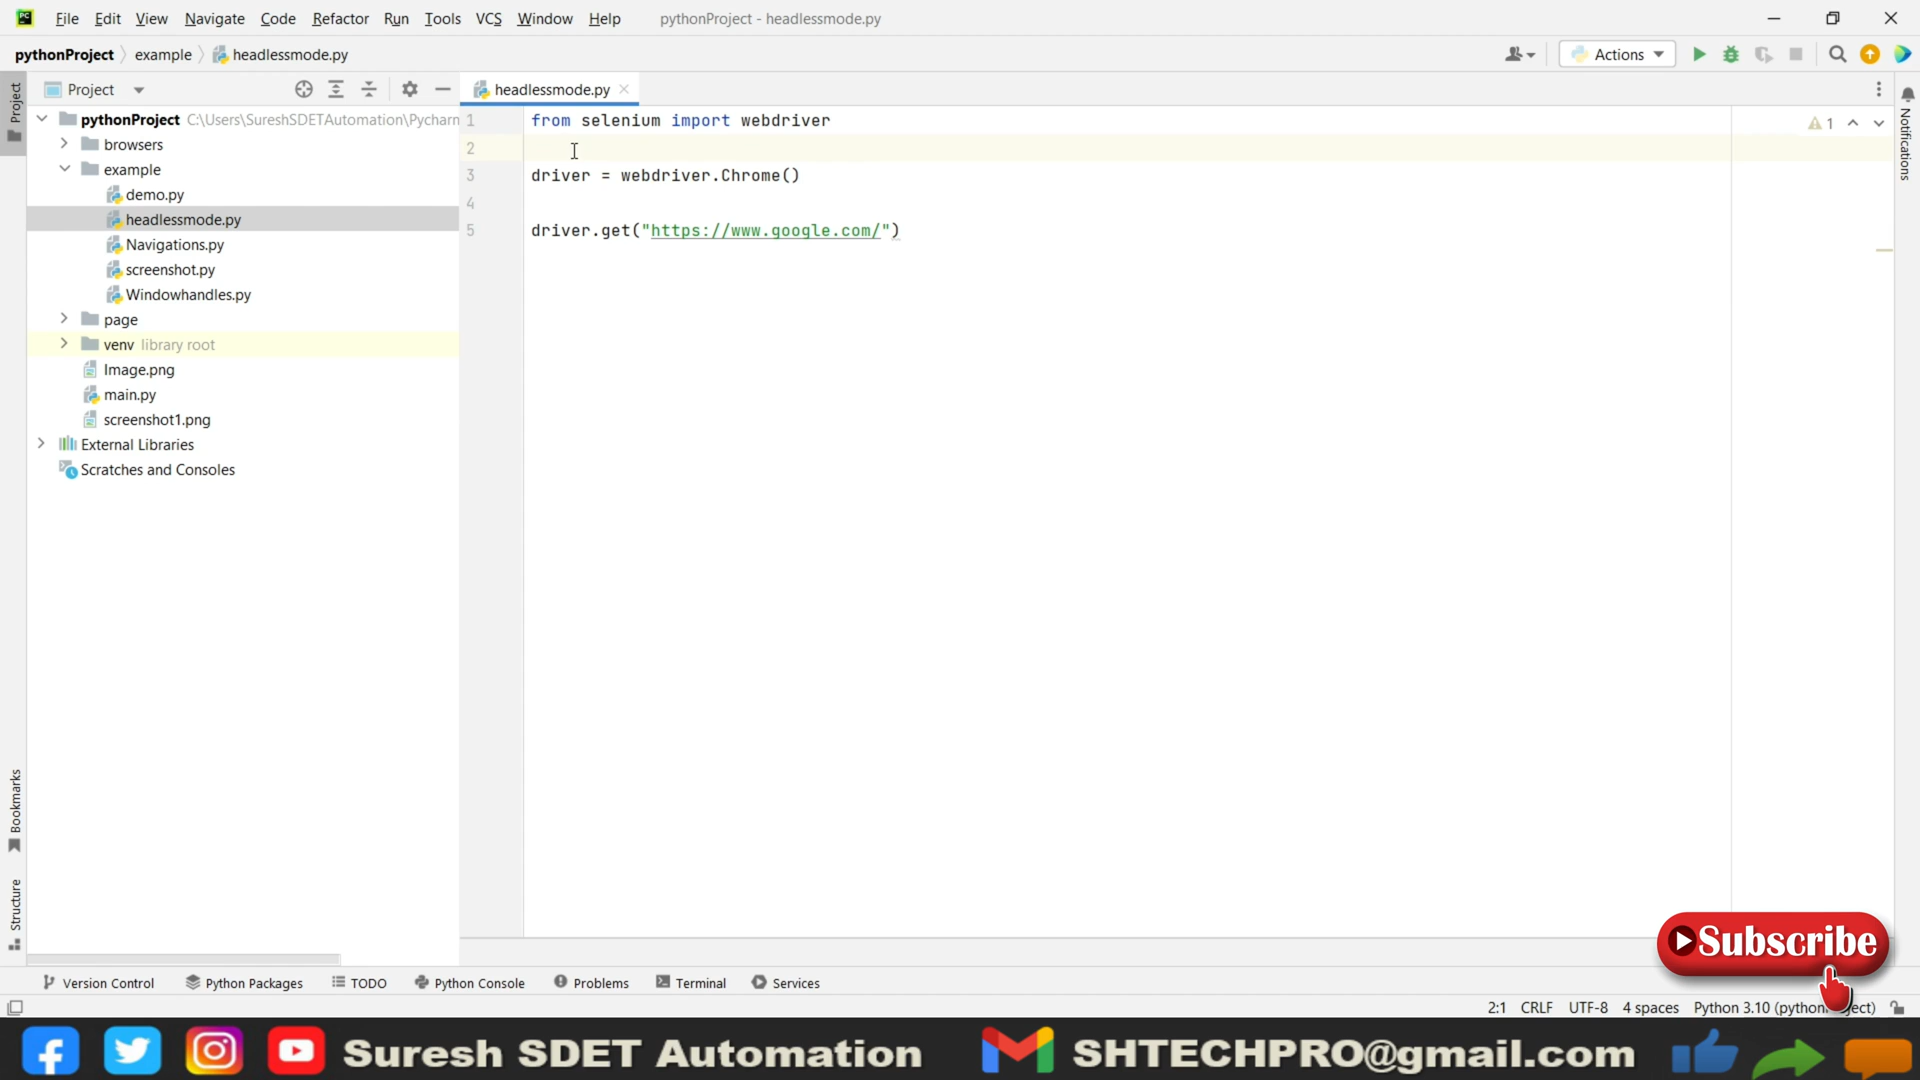 File Edit View Navigate Code Refactor Run Tools VCS Window Help pythonProject - headlessmode.py
pythonProject example headlessmode.py Actions
Project headlessmode.py
Project
Notifications
pythonProject C:\Users\SureshSDETAutomation\Pycharm
browsers
example
demo.py
headlessmode.py
Navigations.py
screenshot.py
Windowhandles.py
page
venv library root
Image.png
main.py
screenshot1.png
External Libraries
Scratches and Consoles
1 from selenium import webdriver
2
3 driver = webdriver.Chrome()
4
5 driver.get("https://www.google.com/")
1
Bookmarks
Structure
Subscribe
Version Control Python Packages TODO Python Console Problems Terminal Services
2:1 CRLF UTF-8 4 spaces Python 3.10
Suresh SDET Automation SHTECHPRO@gmail.com